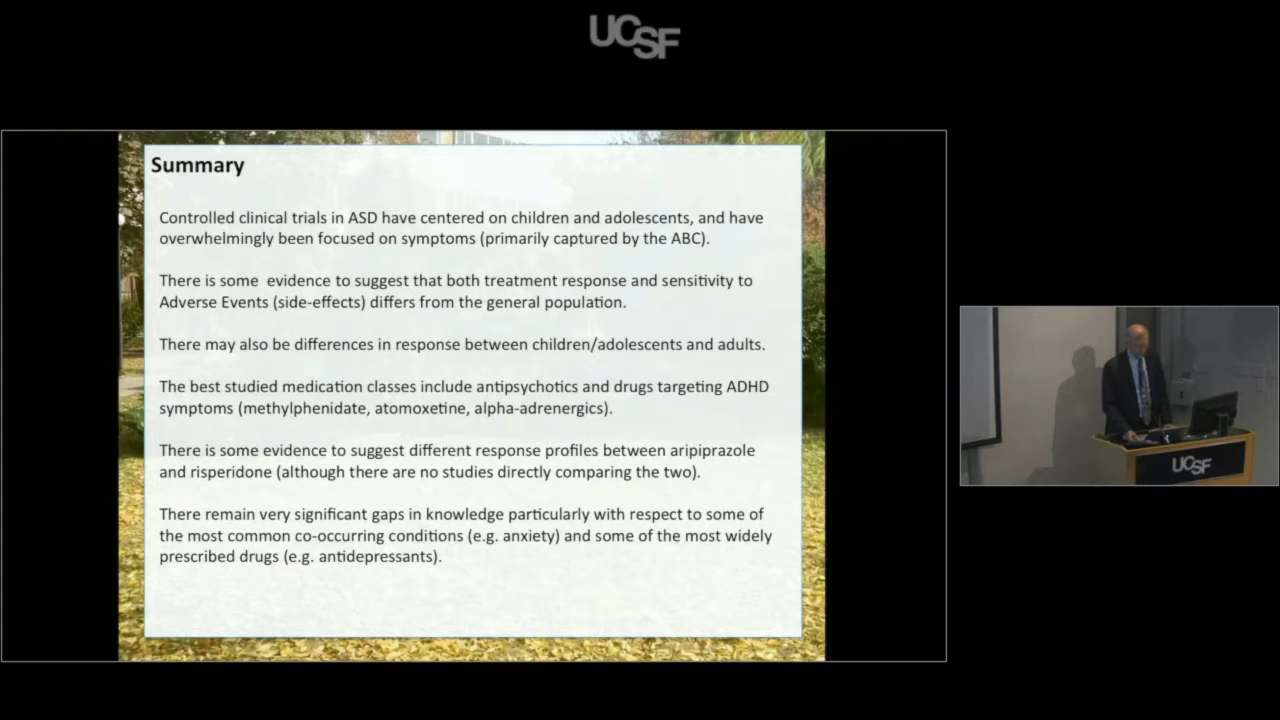 UCSF
Summary
Controlled clinical trials in ASD have centered on children and adolescents, and have
overwhelmingly been focused on symptoms (primarily captured by the ABC).
There is some  evidence to suggest that both treatment response and sensitivity to
Adverse Events (side-effects) differs from the general population.
There may also be differences in response between children/adolescents and adults.
The best studied medication classes include antipsychotics and drugs targeting ADHD
symptoms (methylphenidate, atomoxetine, alpha-adrenergics).
There is some evidence to suggest different response profiles between aripiprazole
and risperidone (although there are no studies directly comparing the two).
There remain very significant gaps in knowledge particularly with respect to some of
the most common co-occurring conditions (e.g. anxiety) and some of the most widely
prescribed drugs (e.g. antidepressants).
UCSF